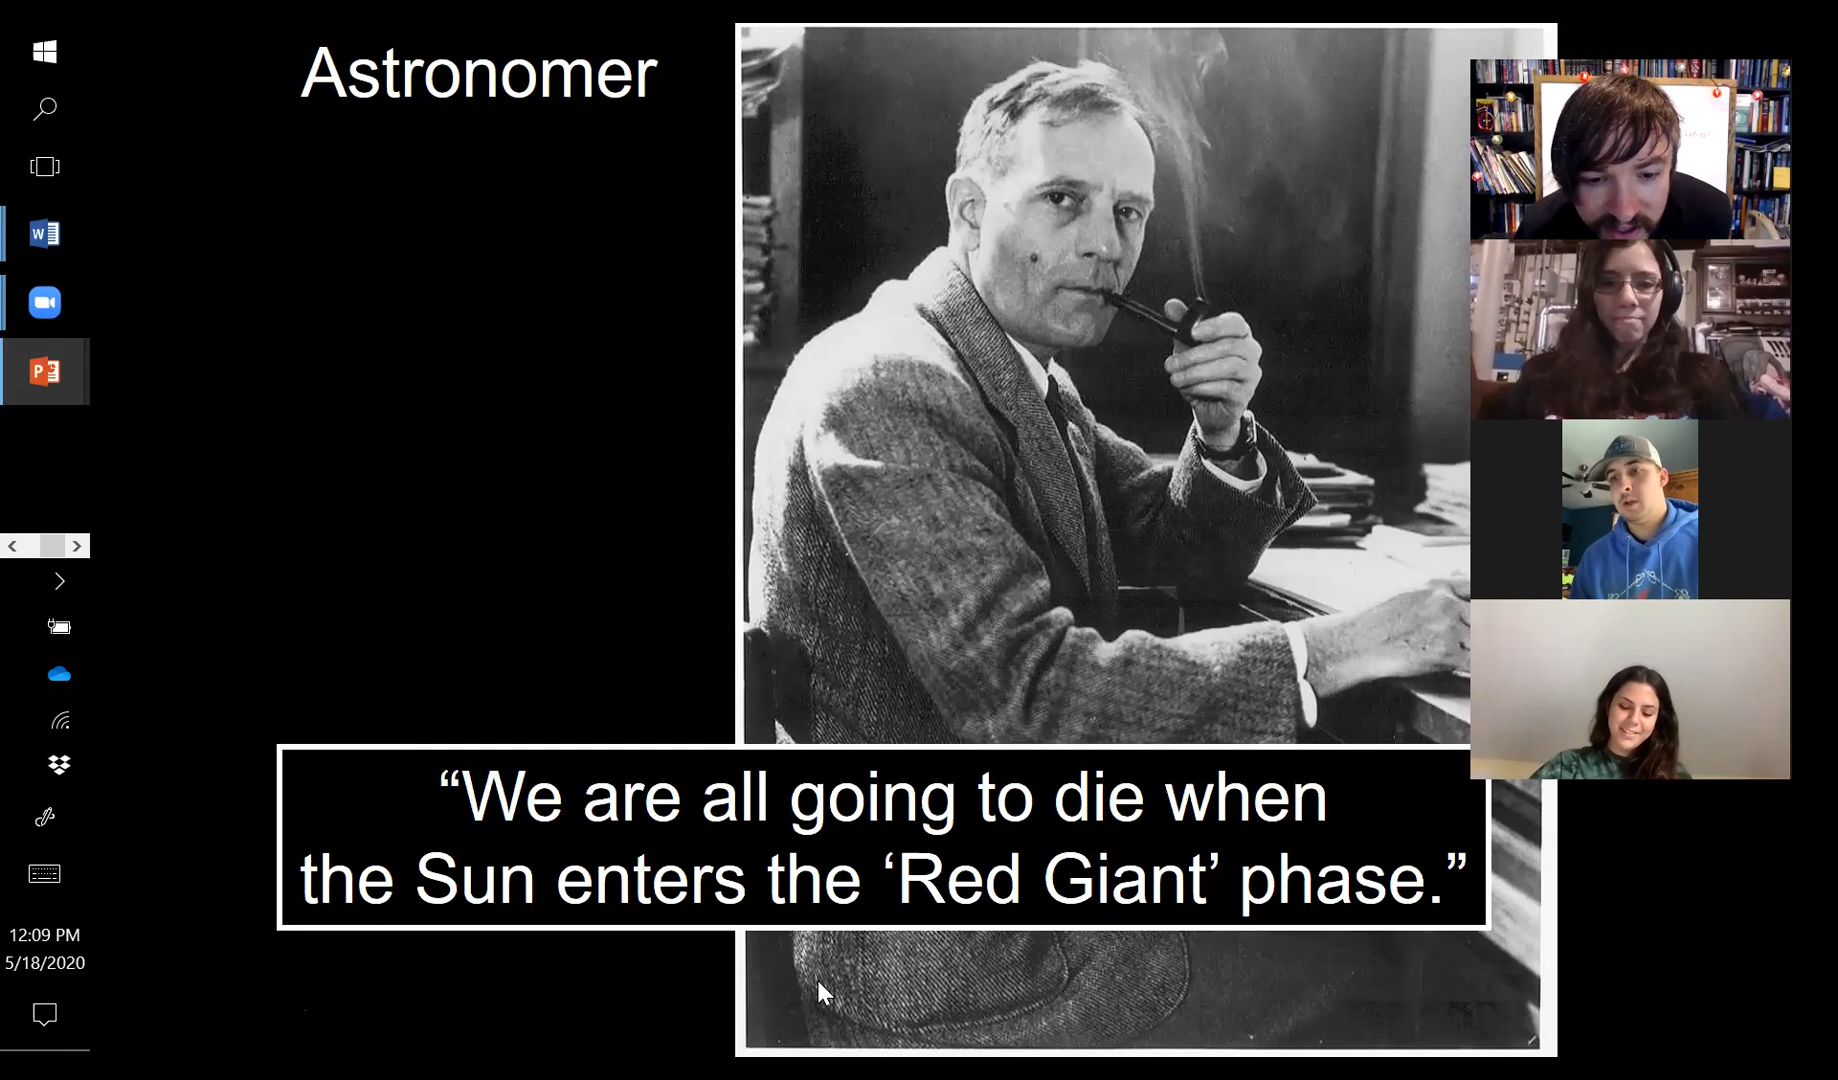 Astronomer
“We are all going to die when
the Sun enters the ‘Red Giant’ phase.”
12:09 PM
5/18/2020